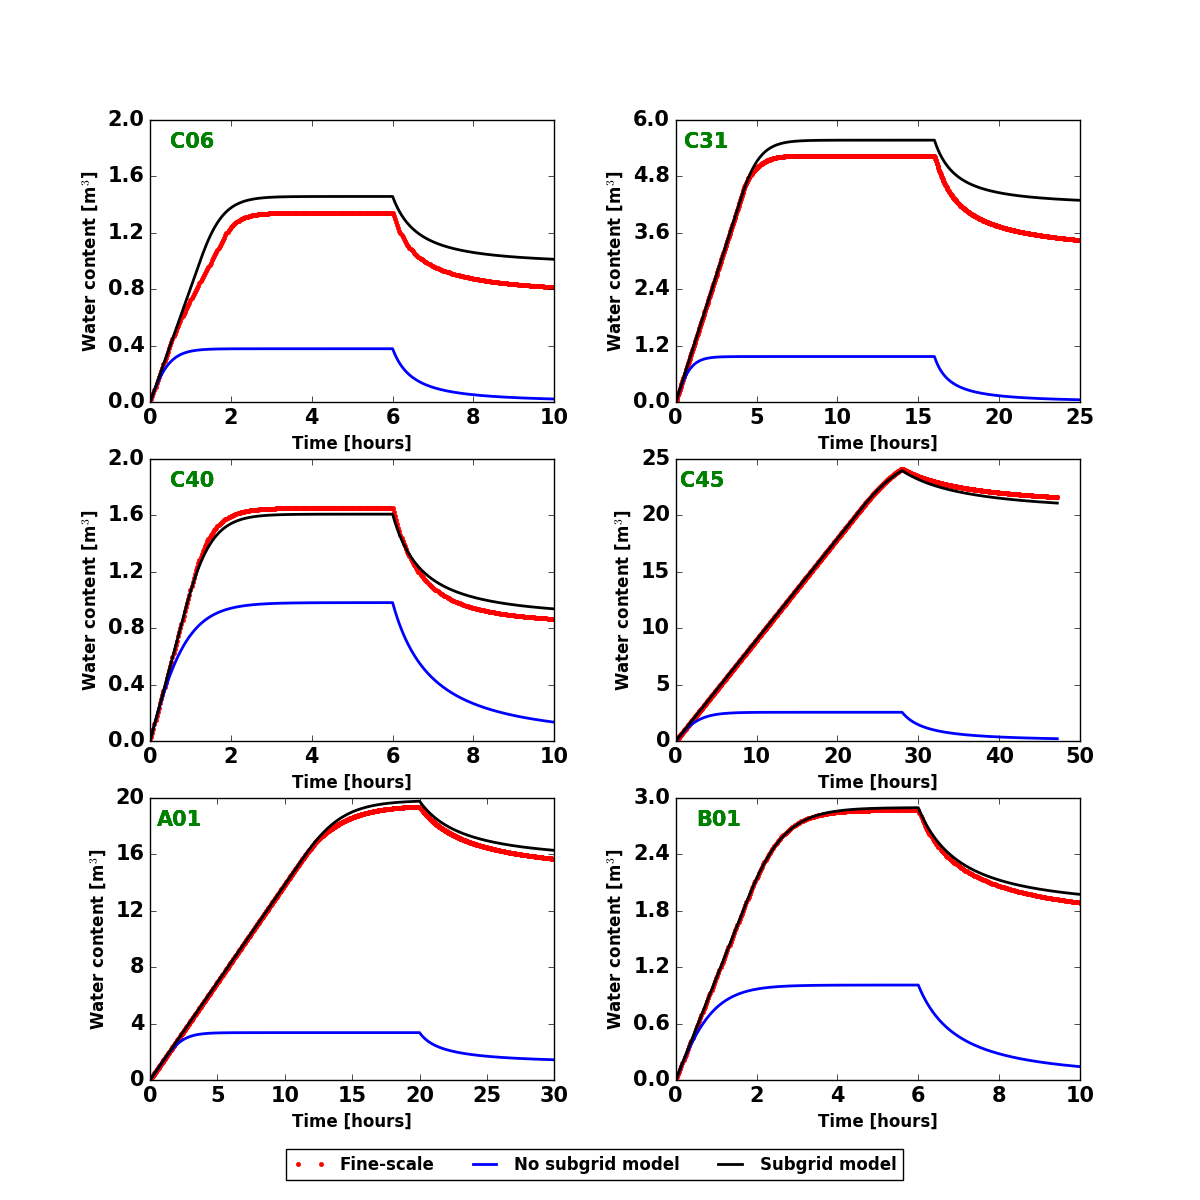 C06
Water content [m³]
2.0
1.6
1.2
0.8
0.4
0.0
0 2 4 6 8 10
Time [hours]
C31
Water content [m³]
6.0
4.8
3.6
2.4
1.2
0.0
0 5 10 15 20 25
Time [hours]
C40
Water content [m³]
2.0
1.6
1.2
0.8
0.4
0.0
0 2 4 6 8 10
Time [hours]
C45
Water content [m³]
25
20
15
10
5
0
0 10 20 30 40 50
Time [hours]
A01
Water content [m³]
20
16
12
8
4
0
0 5 10 15 20 25 30
Time [hours]
B01
Water content [m³]
3.0
2.4
1.8
1.2
0.6
0.0
0 2 4 6 8 10
Time [hours]
Fine-scale No subgrid model Subgrid model